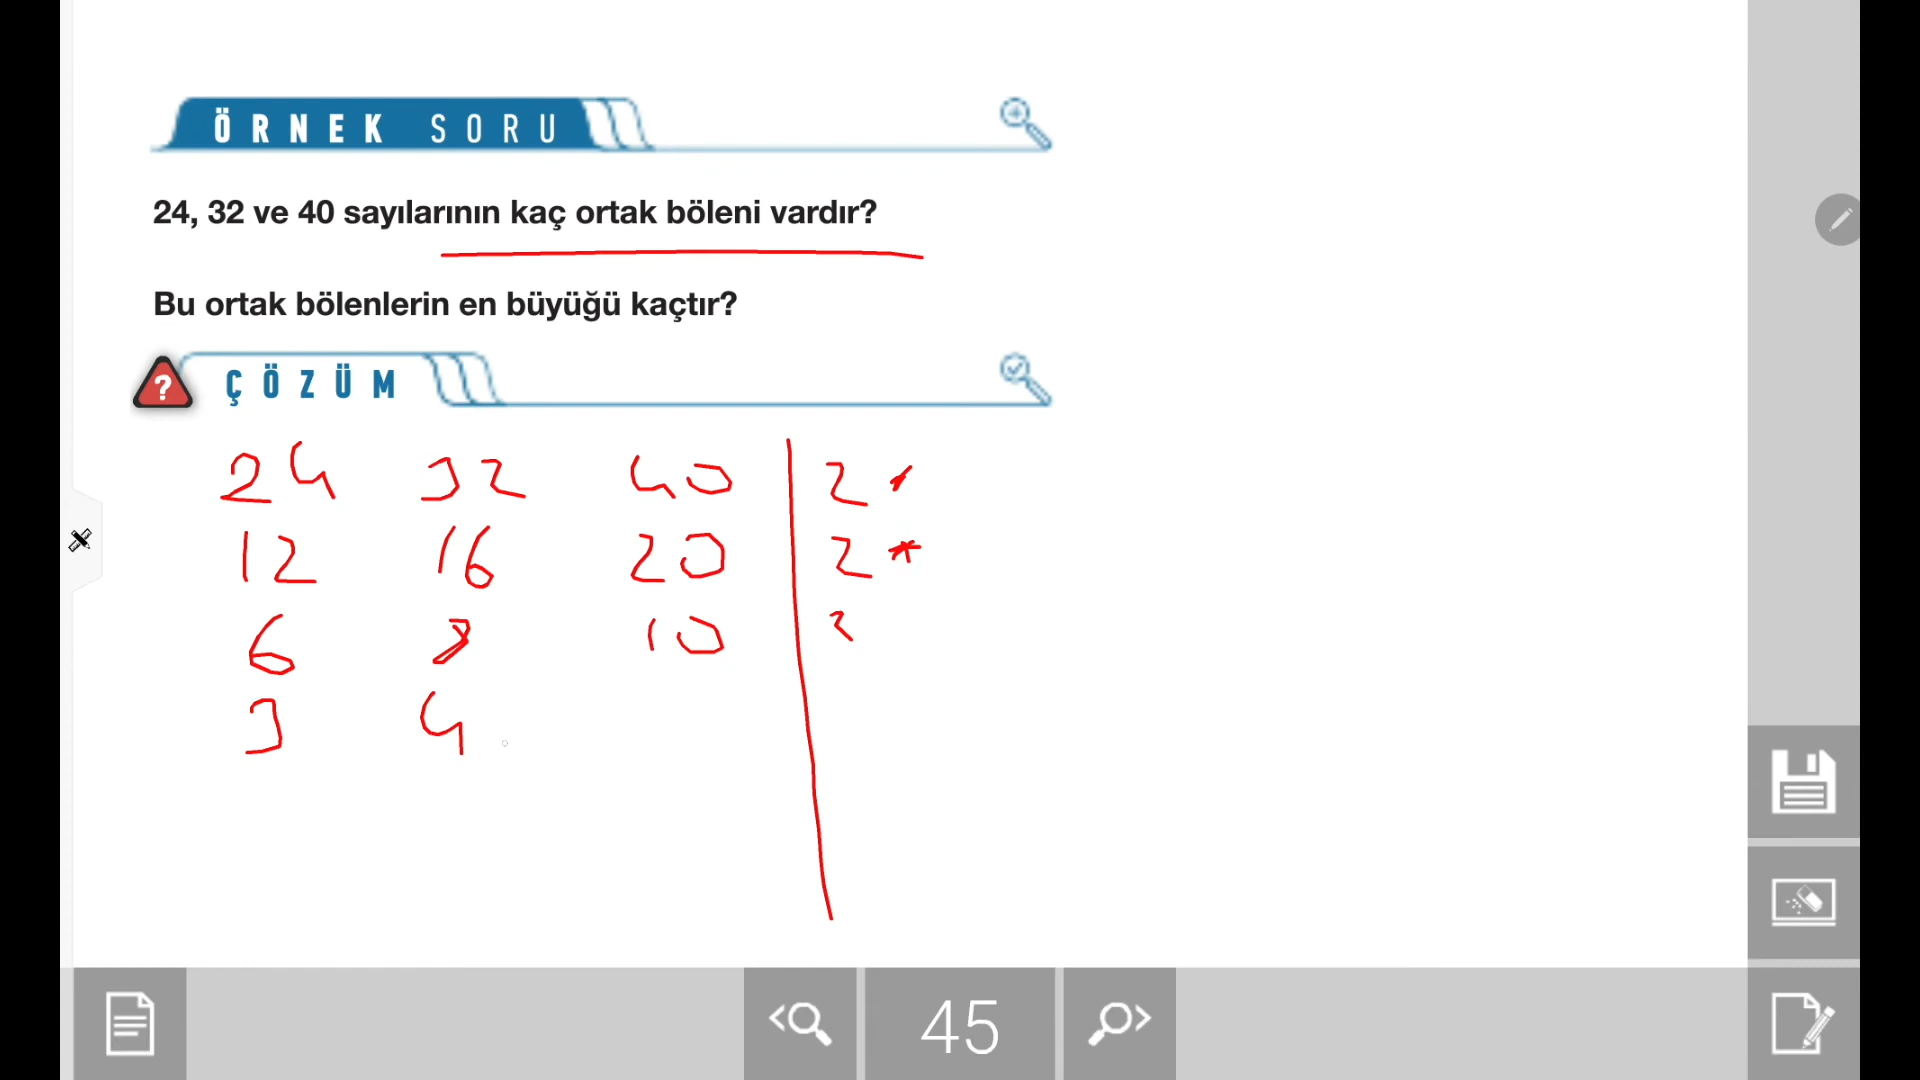 ÖRNEK SORU
24, 32 ve 40 sayılarının kaç ortak böleni vardır?
Bu ortak bölenlerin en büyüğü kaçtır?
?
ÇÖZÜM
24 32 40 2 *
12 16 20 2 *
6 8 10 2
3 4
45